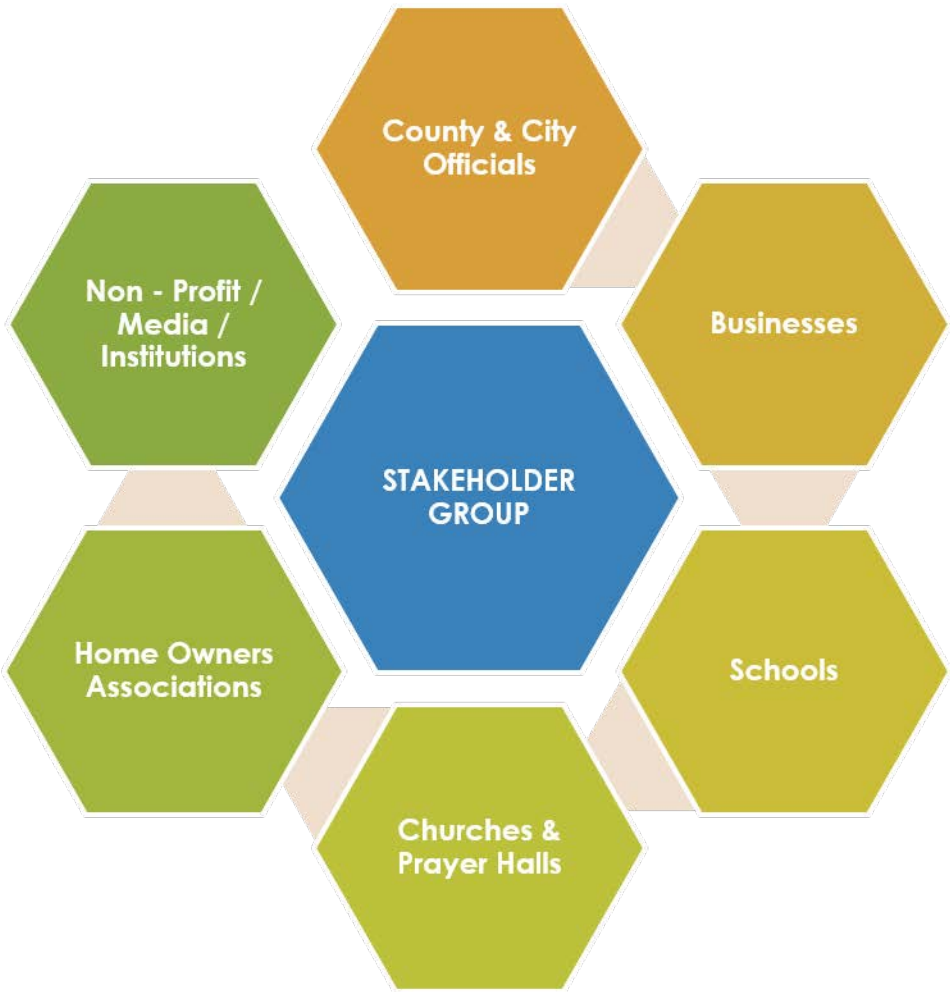 County & City
Officials
Non - Profit /
Media /
Institutions
Businesses
STAKEHOLDER
GROUP
Home Owners
Associations
Schools
Churches &
Prayer Halls